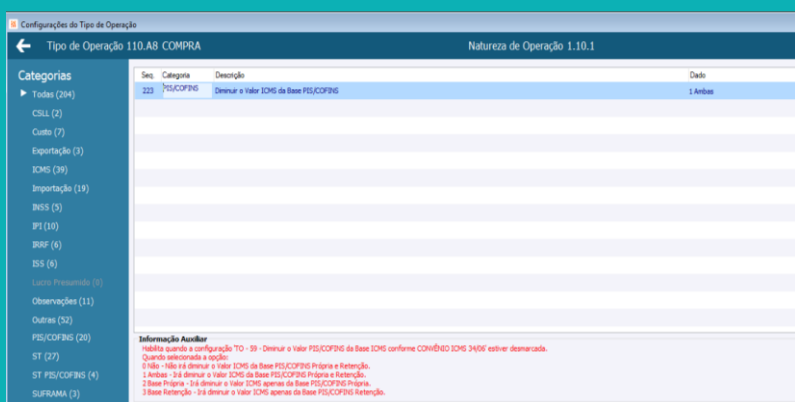 Configurações do Tipo de Operação
Tipo de Operação 110.A8 COMPRA
Natureza de Operação 1.10.1
Categorias
Todas (204)
CSLL (2)
Custo (7)
Exportação (3)
ICMS (39)
Importação (19)
INSS (5)
IPI (10)
IRRF (6)
ISS (6)
Lucro Presumido (8)
Observações (11)
Outras (52)
PIS/COFINS (20)
ST (27)
ST PIS/COFINS (4)
SUFRAMA (3)
Seq. Categoria Descrição Dado
223 PIS/COFINS Diminuir o Valor ICMS da Base PIS/COFINS 1 Ambas
Informação Auxiliar
Habilita quando a configuração 'TO - 59 - Diminuir o Valor PIS/COFINS da Base ICMS conforme CONVÊNIO ICMS 34/06' estiver desmarcada.
Quando selecionada a opção:
0 Não - Não irá diminuir o Valor ICMS da Base PIS/COFINS Própria e Retenção.
1 Ambas - Irá diminuir o Valor ICMS da Base PIS/COFINS Própria e Retenção.
2 Base Própria - Irá diminuir o Valor ICMS apenas da Base PIS/COFINS Própria.
3 Base Retenção - Irá diminuir o Valor ICMS apenas da Base PIS/COFINS Retenção.